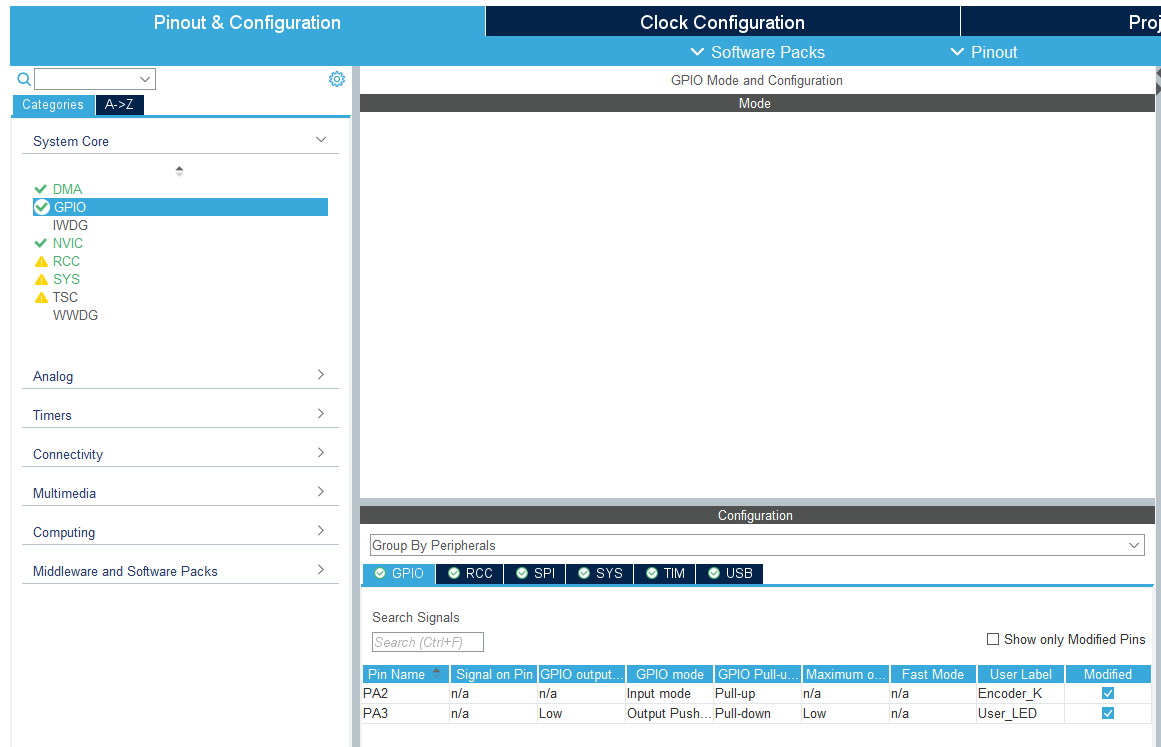 Pinout & Configuration
Clock Configuration
Proj
Software Packs
Pinout
GPIO Mode and Configuration
Mode
Categories
A->Z
System Core
DMA
GPIO
IWDG
NVIC
RCC
SYS
TSC
WWDG
Analog
Timers
Connectivity
Multimedia
Computing
Middleware and Software Packs
Configuration
Group By Peripherals
GPIO RCC SPI SYS TIM USB
Search Signals
Search (Ctrl+F)
Show only Modified Pins
Pin Name Signal on Pin GPIO output... GPIO mode GPIO Pull-u... Maximum o... Fast Mode User Label Modified
PA2 n/a n/a Input mode Pull-up n/a n/a Encoder_K
PA3 n/a Low Output Push... Pull-down Low n/a User_LED